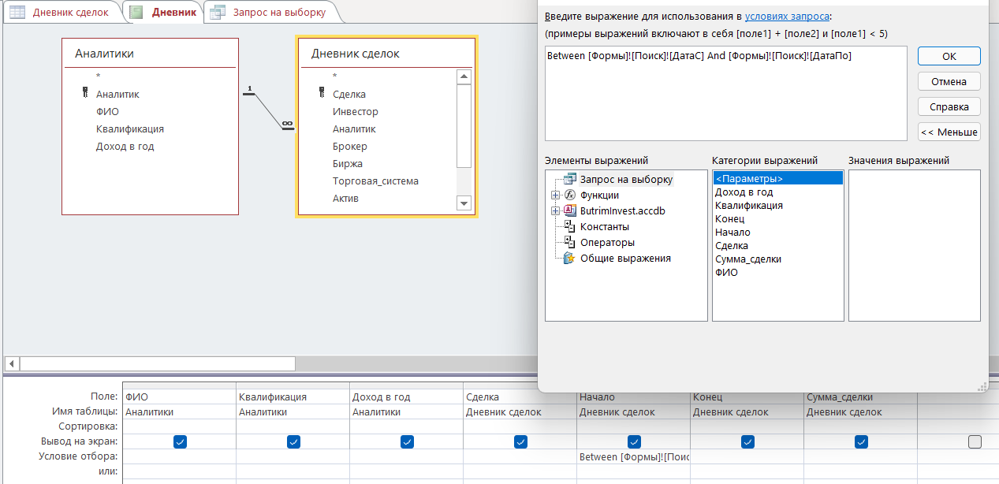 Дневник сделок
Дневник
Запрос на выборку
Аналитики
*
Аналитик
ФИО
Квалификация
Доход в год
1
∞
Дневник сделок
*
Сделка
Инвестор
Аналитик
Брокер
Биржа
Торговая_система
Актив
Введите выражение для использования в условиях запроса:
(примеры выражений включают в себя [поле1] + [поле2] и [поле1] < 5)
Between [Формы]![Поиск]![ДатаС] And [Формы]![Поиск]![ДатаПо]
ОК
Отмена
Справка
<< Меньше
Элементы выражений
Запрос на выборку
Функции
ButrimInvest.accdb
Константы
Операторы
Общие выражения
Категории выражений
<Параметры>
Доход в год
Квалификация
Конец
Начало
Сделка
Сумма_сделки
ФИО
Значения выражений
Поле: ФИО Квалификация Доход в год Сделка Начало Конец Сумма_сделки
Имя таблицы: Аналитики Аналитики Аналитики Дневник сделок Дневник сделок Дневник сделок Дневник сделок
Сортировка:
Вывод на экран:
Условие отбора: Between [Формы]![Поис
или: